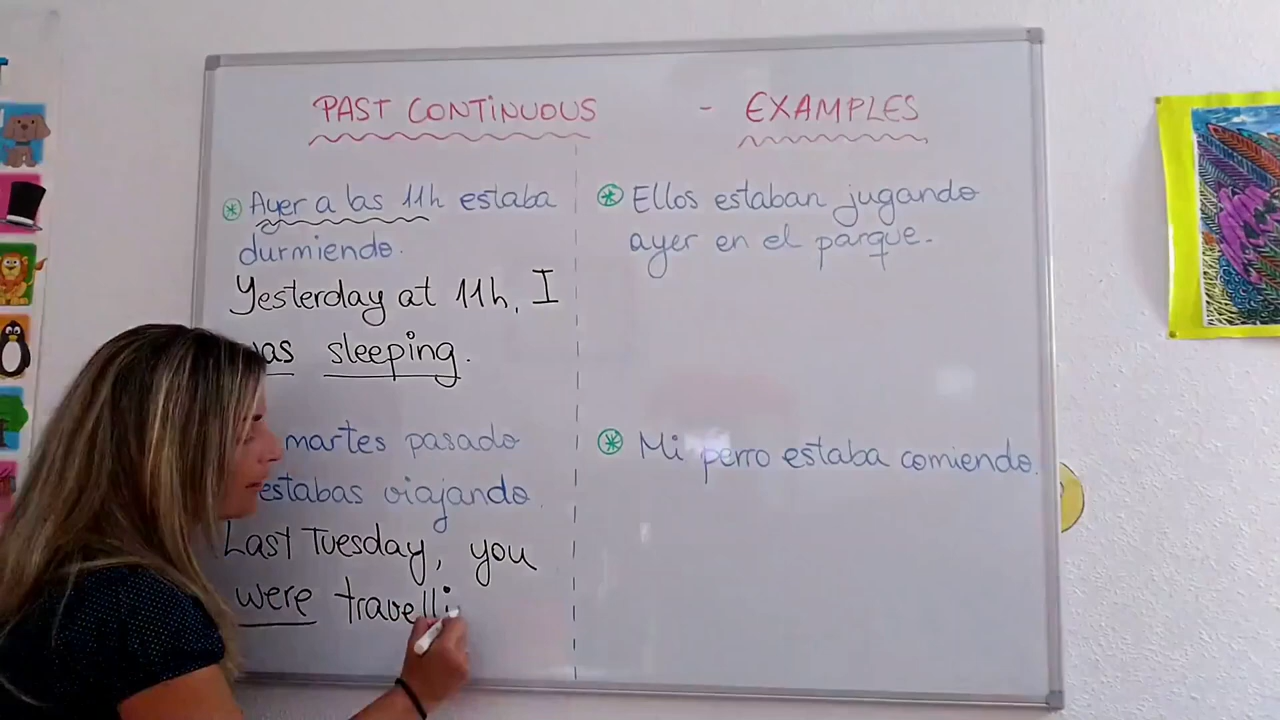 PAST CONTINUOUS - EXAMPLES
Ayer a las 11h estaba
durmiendo.
Yesterday at 11h, I
was sleeping.
martes pasado
estabas viajando.
Last Tuesday, you
were travelli
Ellos estaban jugando
ayer en el parque.
Mi perro estaba comiendo.